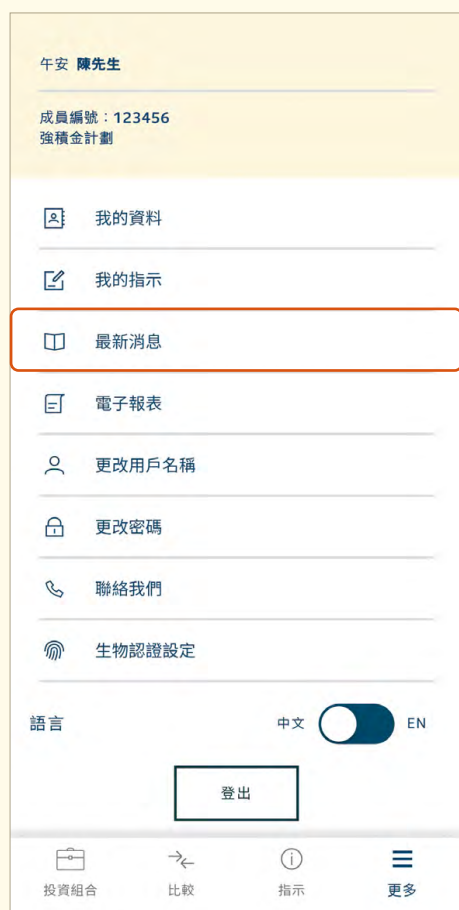 午安 陳先生
成員編號：123456
強積金計劃
我的資料
我的指示
最新消息
電子報表
更改用戶名稱
更改密碼
聯絡我們
生物認證設定
語言 中文 EN
登出
投資組合 比較 指示 更多